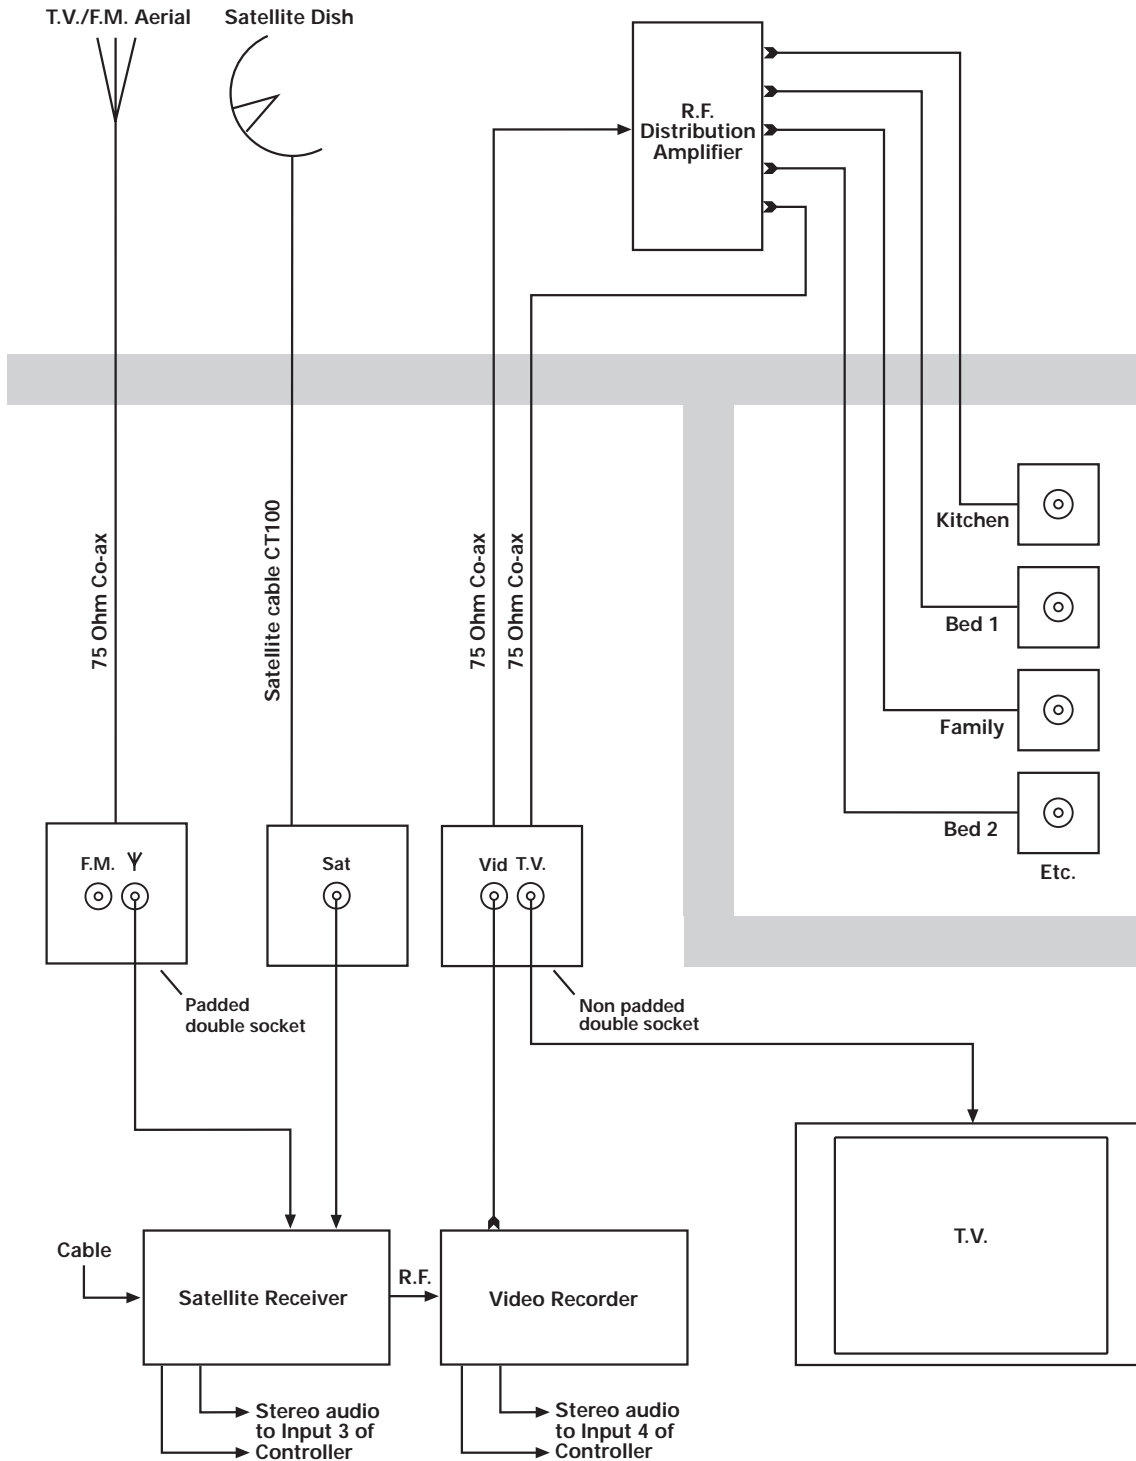 T.V./F.M. Aerial
Satellite Dish
R.F.
Distribution
Amplifier
75 Ohm Co-ax
Satellite cable CT100
75 Ohm Co-ax
75 Ohm Co-ax
Kitchen
Bed 1
Family
Bed 2
Etc.
F.M.
Sat
Vid T.V.
Padded
double socket
Non padded
double socket
Cable
Satellite Receiver
R.F.
Video Recorder
T.V.
Stereo audio
to Input 3 of
Controller
Stereo audio
to Input 4 of
Controller